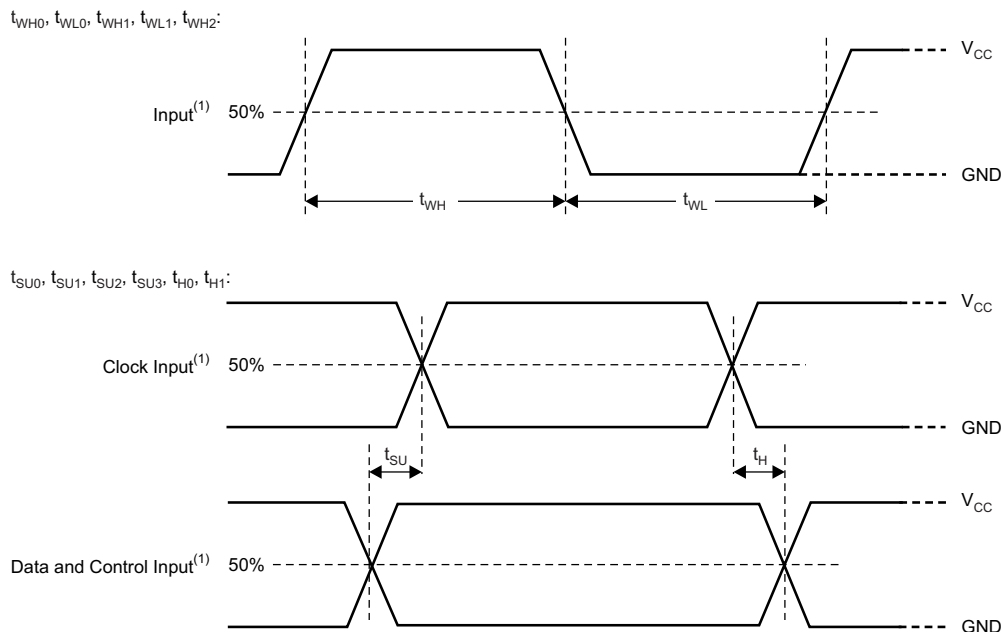 tWH0, tWL0, tWH1, tWL1, tWH2:
VCC
Input(1) 50%
GND
tWH
tWL
tSU0, tSU1, tSU2, tSU3, tH0, tH1:
VCC
Clock Input(1) 50%
GND
tSU
tH
VCC
Data and Control Input(1) 50%
GND